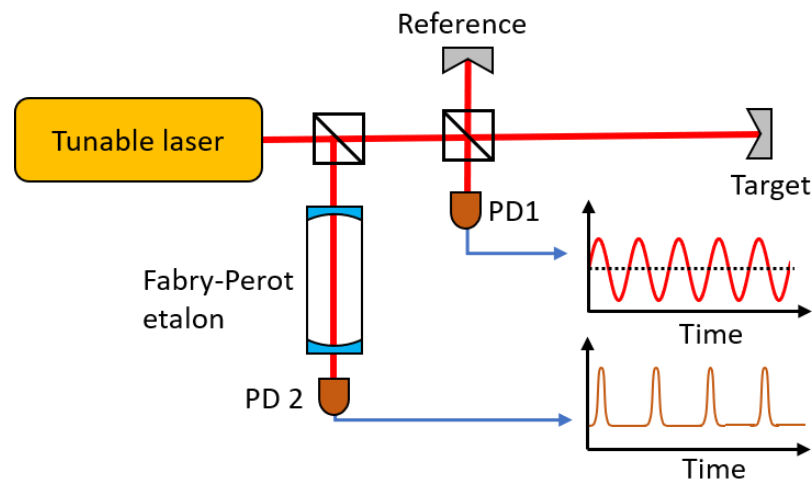 Reference
Tunable laser
Target
PD1
Fabry-Perot
etalon
Time
PD 2
Time